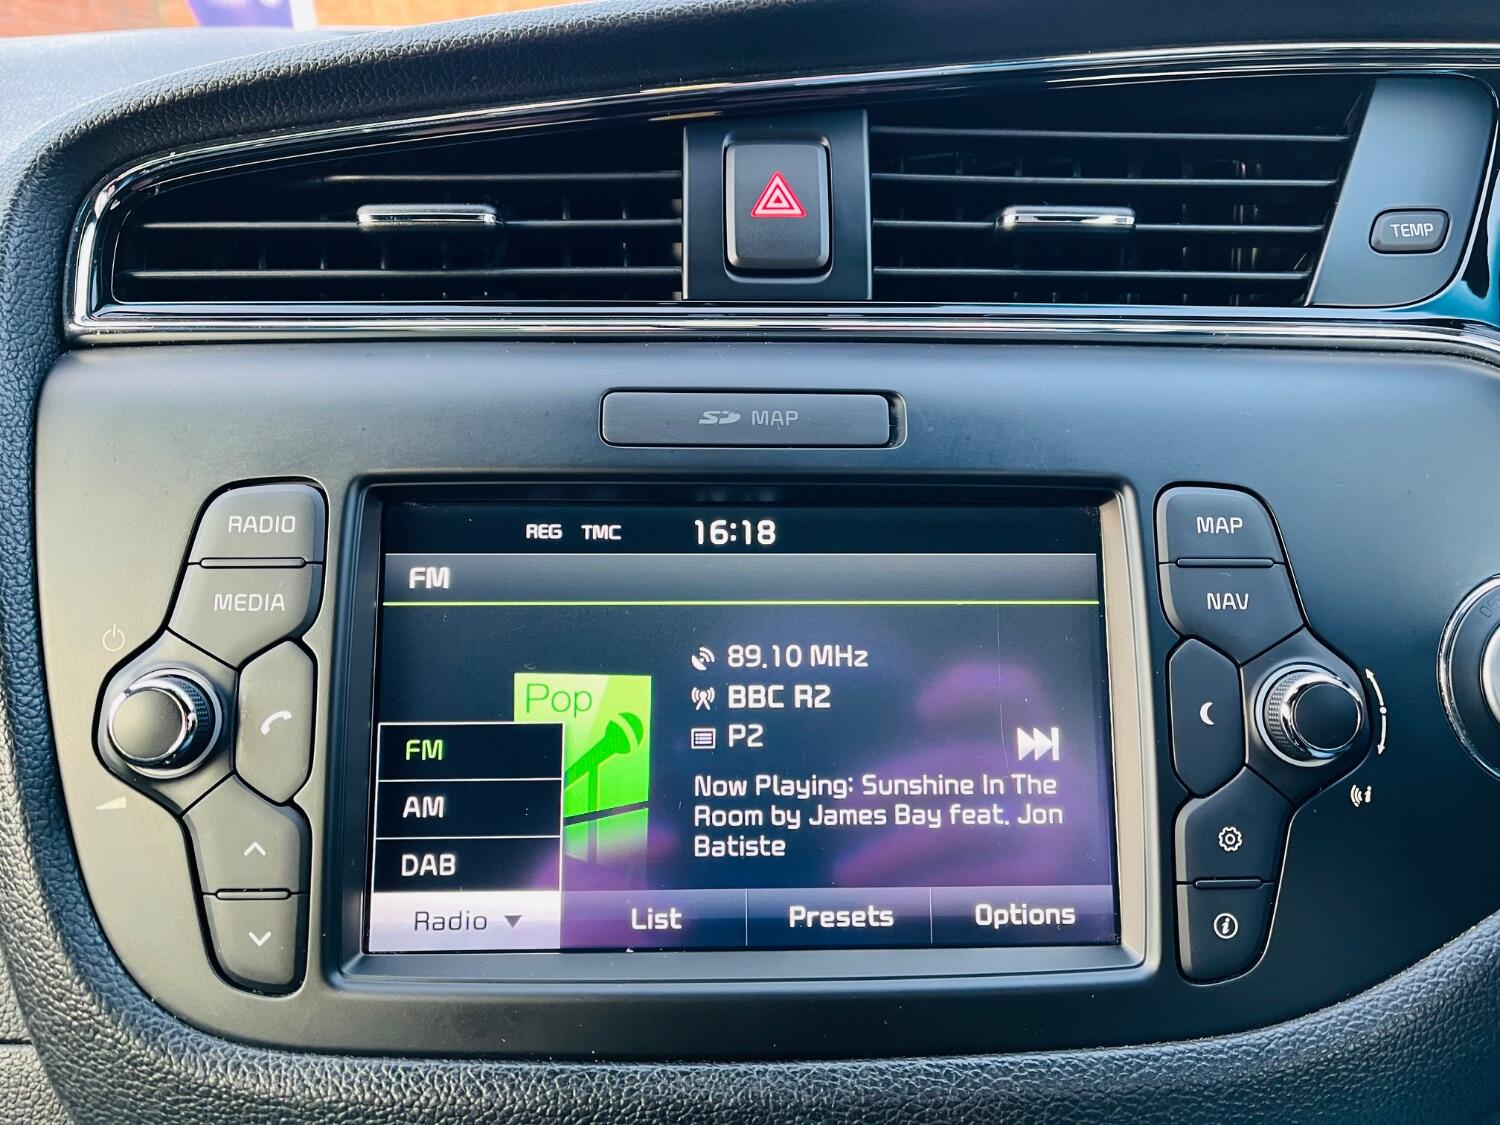 TEMP
SD MAP
RADIO
MEDIA
MAP
NAV
REG TMC 16:18
FM
89.10 MHz
BBC R2
P2
Pop
Now Playing: Sunshine In The
Room by James Bay feat. Jon
Batiste
FM
AM
DAB
Radio List Presets Options